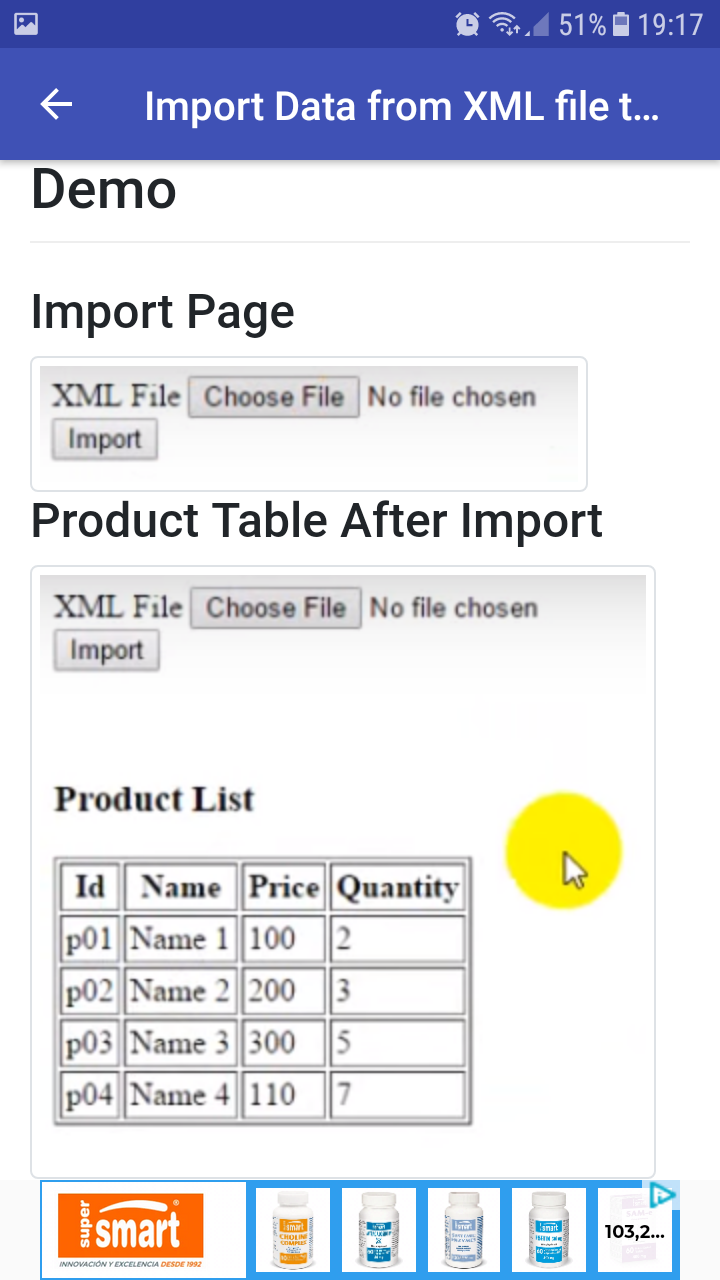 51% 19:17
Import Data from XML file t...
Demo
Import Page
XML File Choose File No file chosen
Import
Product Table After Import
XML File Choose File No file chosen
Import
Product List
Id Name Price Quantity
p01 Name 1 100 2
p02 Name 2 200 3
p03 Name 3 300 5
p04 Name 4 110 7
super smart ®
INNOVACIÓN Y EXCELENCIA DESDE 1992
103,2...